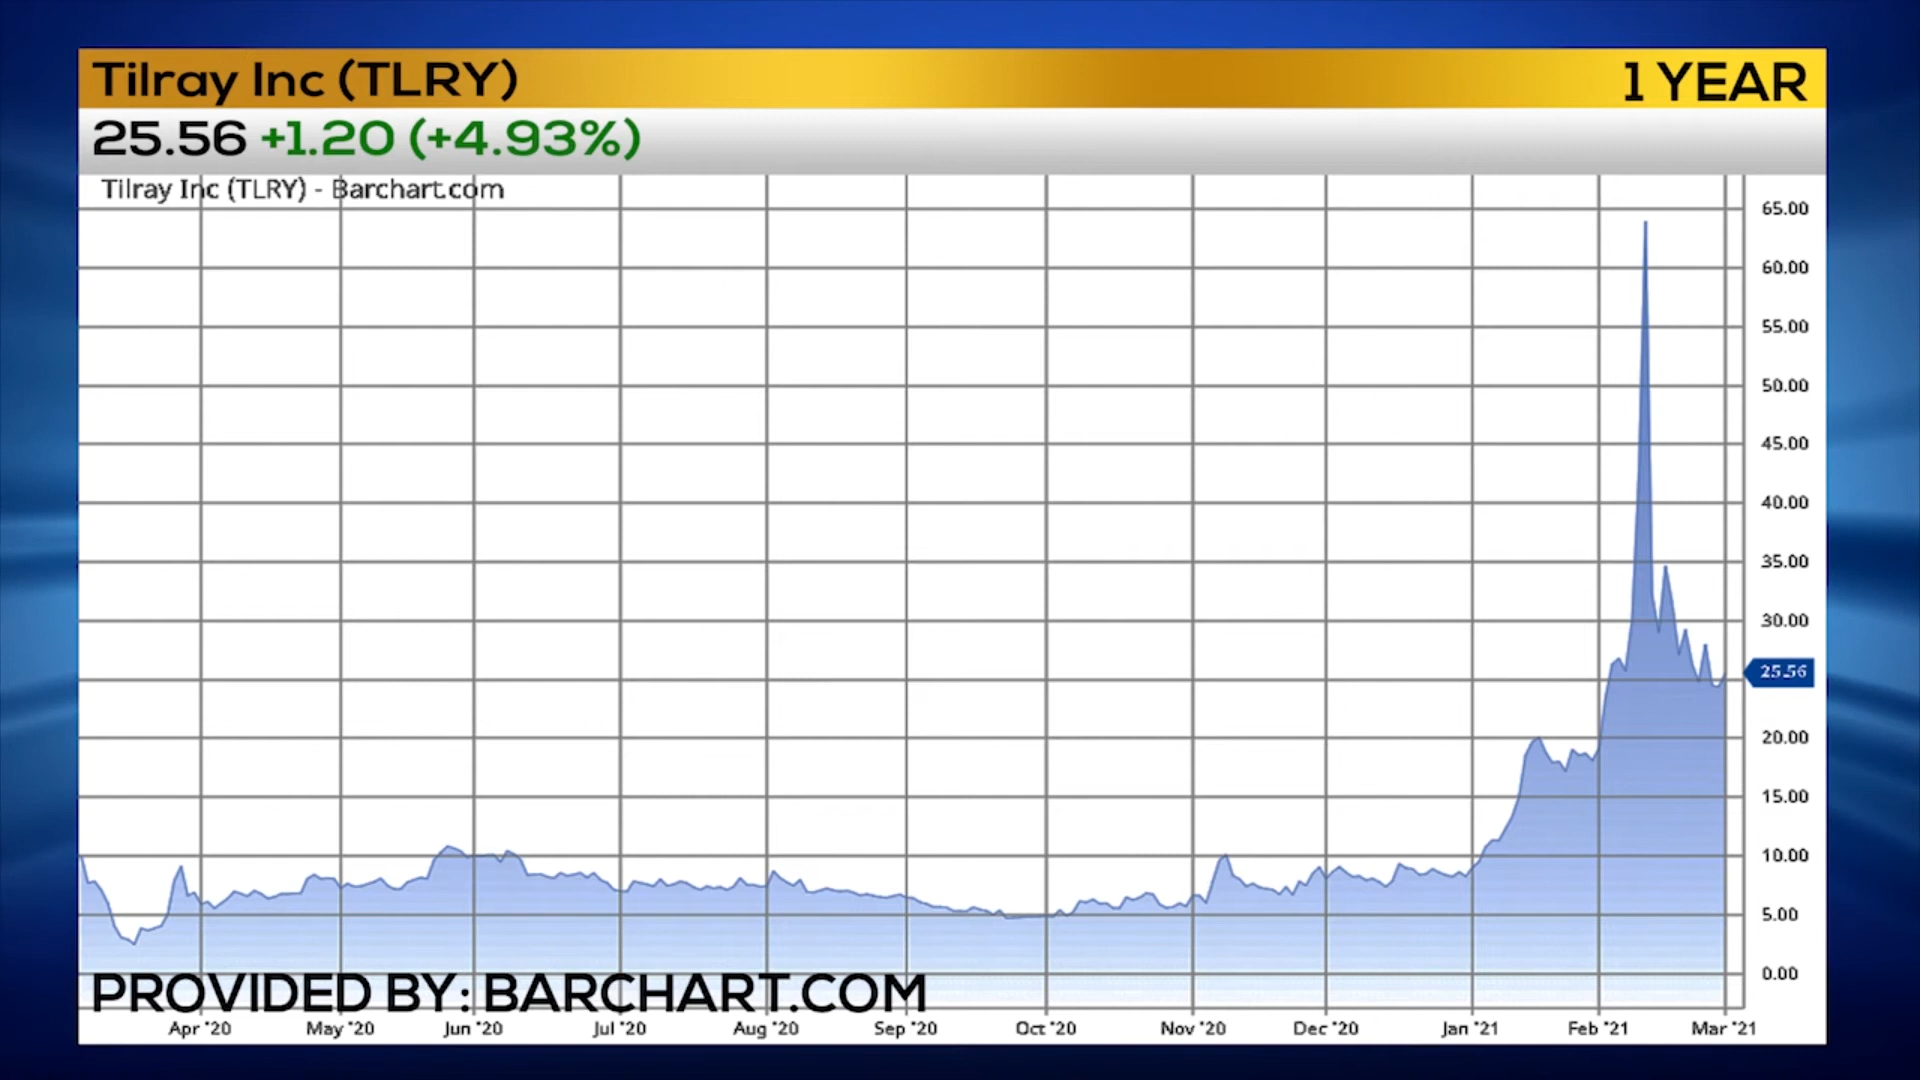 Tilray Inc (TLRY) 1 YEAR
25.56 +1.20 (+4.93%)
Tilray Inc (TLRY) - Barchart.com
65.00
60.00
55.00
50.00
45.00
40.00
35.00
30.00
25.56
20.00
15.00
10.00
5.00
0.00
PROVIDED BY: BARCHART.COM
Apr '20 May '20 Jun '20 Jul '20 Aug '20 Sep '20 Oct '20 Nov '20 Dec '20 Jan '21 Feb '21 Mar '21